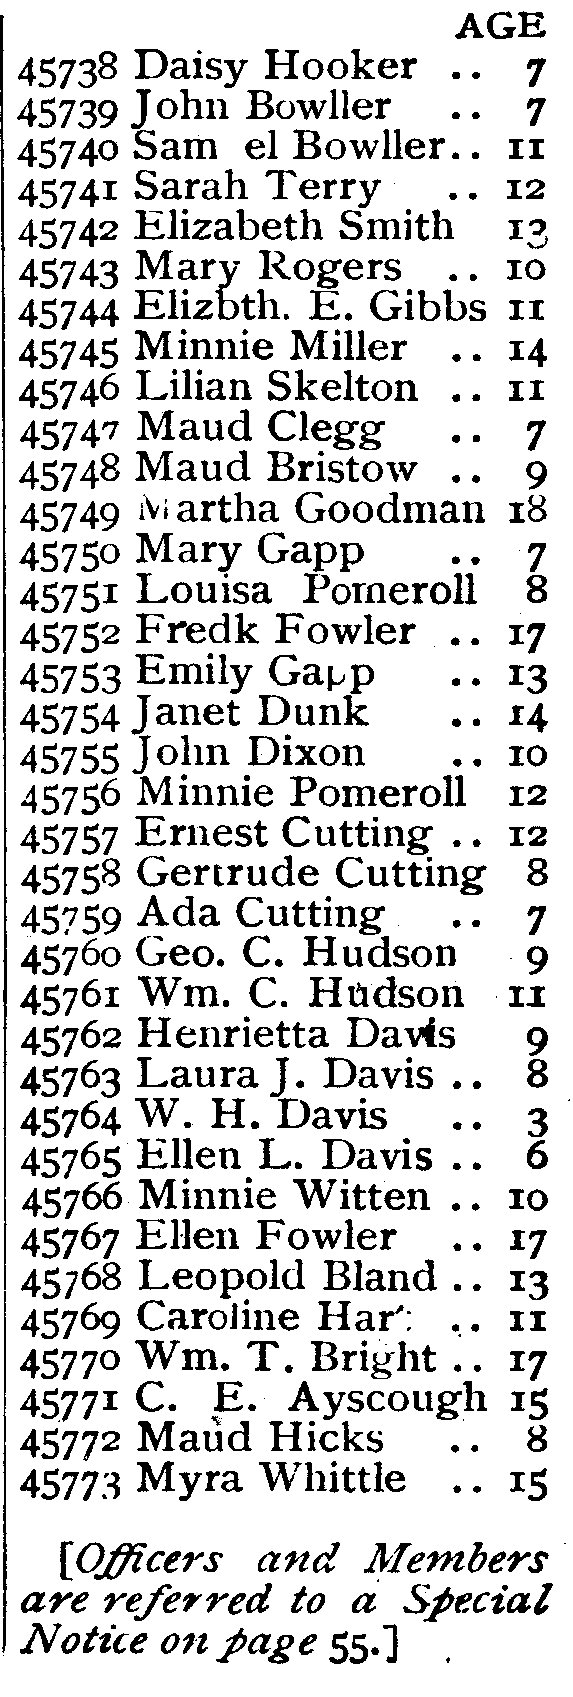 AGE
45738 Daisy Hooker .. 7
45739 John Bowller .. 7
45740 Sam el Bowller.. 11
45741 Sarah Terry .. 12
45742 Elizabeth Smith 13
45743 Mary Rogers .. 10
45744 Elizbth. E. Gibbs 11
45745 Minnie Miller .. 14
45746 Lilian Skelton .. 11
45747 Maud Clegg .. 7
45748 Maud Bristow .. 9
45749 Martha Goodman 18
45750 Mary Gapp .. 7
45751 Louisa Pomeroll 8
45752 Fredk Fowler .. 17
45753 Emily Gapp .. 13
45754 Janet Dunk .. 14
45755 John Dixon .. 10
45756 Minnie Pomeroll 12
45757 Ernest Cutting .. 12
45758 Gertrude Cutting 8
45759 Ada Cutting .. 7
45760 Geo. C. Hudson 9
45761 Wm. C. Hudson 11
45762 Henrietta Davis 9
45763 Laura J. Davis .. 8
45764 W. H. Davis .. 3
45765 Ellen L. Davis .. 6
45766 Minnie Witten .. 10
45767 Ellen Fowler .. 17
45768 Leopold Bland .. 13
45769 Caroline Hart .. 11
45770 Wm. T. Bright .. 17
45771 C. E. Ayscough 15
45772 Maud Hicks .. 8
45773 Myra Whittle .. 15
[Officers and Members
are referred to a Special
Notice on page 55.]